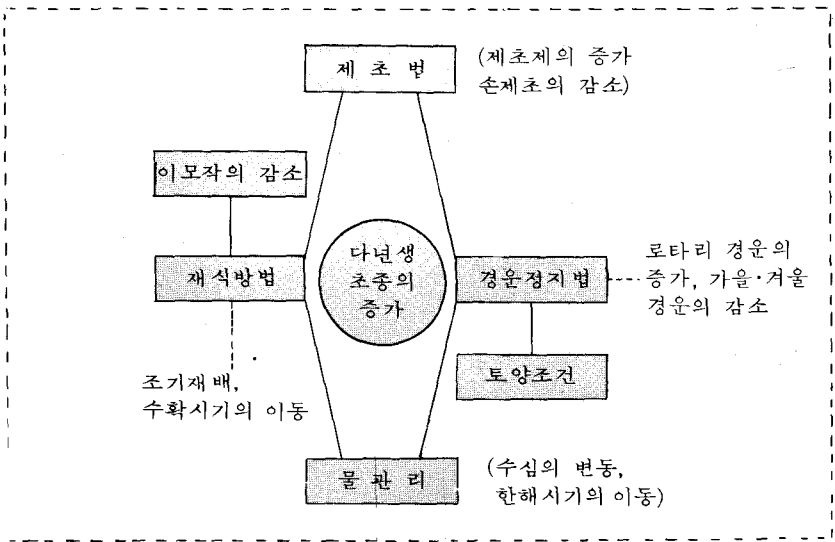 제 초 법
(제초제의 증가
손제초의 감소)
이모작의 감소
재식방법
조기재배,
수확시기의 이동
다년생
초종의
증가
경운정지법
로타리 경운의
증가, 가을·겨울
경운의 감소
토양조건
물 관 리
(수심의 변동,
한해시기의 이동)